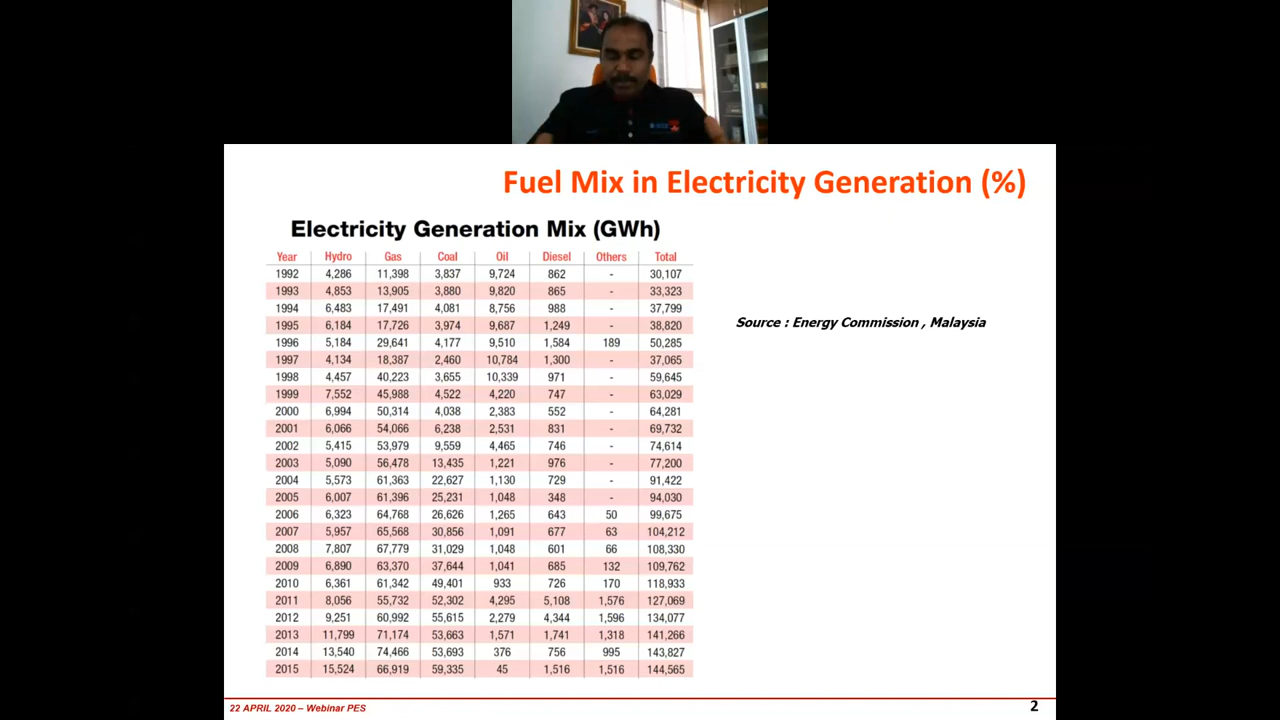 Fuel Mix in Electricity Generation (%)
Electricity Generation Mix (GWh)
Year Hydro Gas Coal Oil Diesel Others Total
1992 4,286 11,398 3,837 9,724 862 - 30,107
1993 4,853 13,905 3,880 9,820 865 - 33,323
1994 6,483 17,491 4,081 8,756 988 - 37,799
1995 6,184 17,726 3,974 9,687 1,249 - 38,820
1996 5,184 29,641 4,177 9,510 1,584 189 50,285
1997 4,134 18,387 2,460 10,784 1,300 - 37,065
1998 4,457 40,223 3,655 10,339 971 - 59,645
1999 7,552 45,988 4,522 4,220 747 - 63,029
2000 6,994 50,314 4,038 2,383 552 - 64,281
2001 6,066 54,066 6,238 2,531 831 - 69,732
2002 5,415 53,979 9,559 4,465 746 - 74,614
2003 5,090 56,478 13,435 1,221 976 - 77,200
2004 5,573 61,363 22,627 1,130 729 - 91,422
2005 6,007 61,396 25,231 1,048 348 - 94,030
2006 6,323 64,768 26,626 1,265 643 50 99,675
2007 5,957 65,568 30,856 1,091 677 63 104,212
2008 7,807 67,779 31,029 1,048 601 66 108,330
2009 6,890 63,370 37,644 1,041 685 132 109,762
2010 6,361 61,342 49,401 933 726 170 118,933
2011 8,056 55,732 52,302 4,295 5,108 1,576 127,069
2012 9,251 60,992 55,615 2,279 4,344 1,596 134,077
2013 11,799 71,174 53,663 1,571 1,741 1,318 141,266
2014 13,540 74,466 53,693 376 756 995 143,827
2015 15,524 66,919 59,335 45 1,516 1,516 144,565
Source : Energy Commission , Malaysia
22 APRIL 2020 – Webinar PES
2